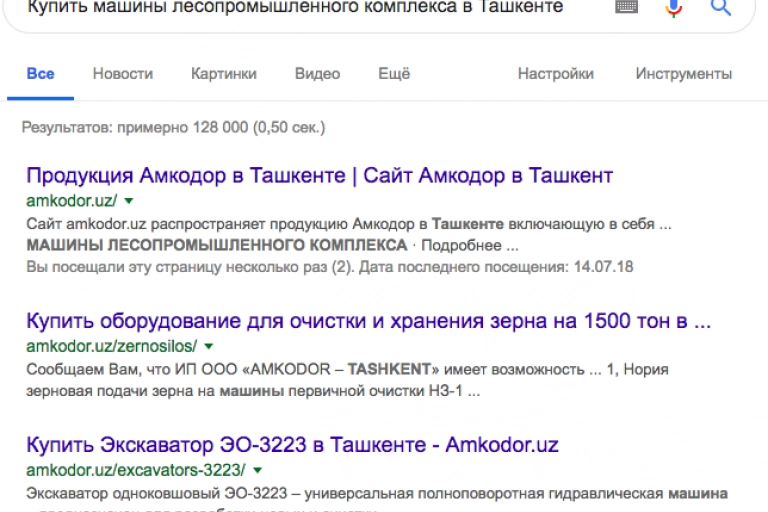 Купить машины лесопромышленного комплекса в Ташкенте
Все Новости Картинки Видео Ещё Настройки Инструменты
Результатов: примерно 128 000 (0,50 сек.)
Продукция Амкодор в Ташкенте | Сайт Амкодор в Ташкент
amkodor.uz/
Сайт amkodor.uz распространяет продукцию Амкодор в Ташкенте включающую в себя ...
МАШИНЫ ЛЕСОПРОМЫШЛЕННОГО КОМПЛЕКСА · Подробнее ...
Вы посещали эту страницу несколько раз (2). Дата последнего посещения: 14.07.18
Купить оборудование для очистки и хранения зерна на 1500 тон в ...
amkodor.uz/zernosilos/
Сообщаем Вам, что ИП ООО «AMKODOR – TASHKENT» имеет возможность ... 1, Нория
зерновая подачи зерна на машины первичной очистки НЗ-1 ...
Купить Экскаватор ЭО-3223 в Ташкенте - Amkodor.uz
amkodor.uz/excavators-3223/
Экскаватор одноковшовый ЭО-3223 – универсальная полноповоротная гидравлическая машина